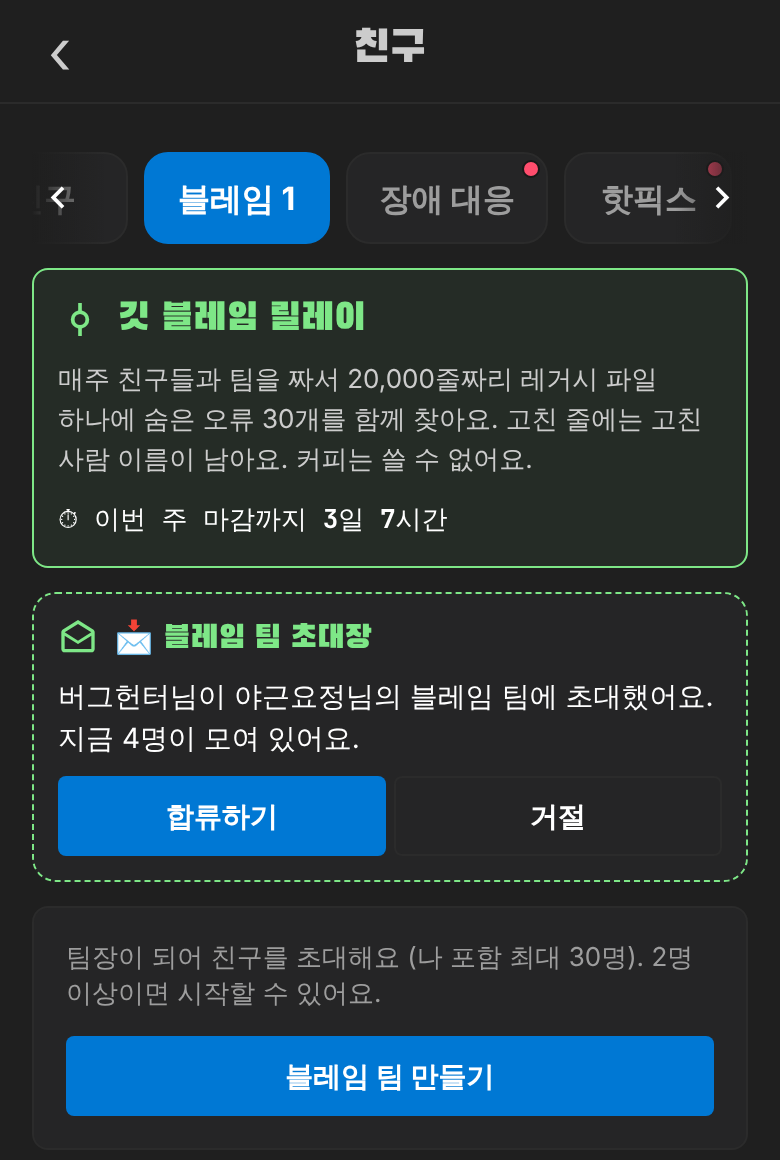 친구
블레임 1
장애 대응
핫픽스
깃 블레임 릴레이
매주 친구들과 팀을 짜서 20,000줄짜리 레거시 파일
하나에 숨은 오류 30개를 함께 찾아요. 고친 줄에는 고친
사람 이름이 남아요. 커피는 쓸 수 없어요.
이번 주 마감까지 3일 7시간
블레임 팀 초대장
버그헌터님이 야근요정님의 블레임 팀에 초대했어요.
지금 4명이 모여 있어요.
합류하기
거절
팀장이 되어 친구를 초대해요 (나 포함 최대 30명). 2명
이상이면 시작할 수 있어요.
블레임 팀 만들기